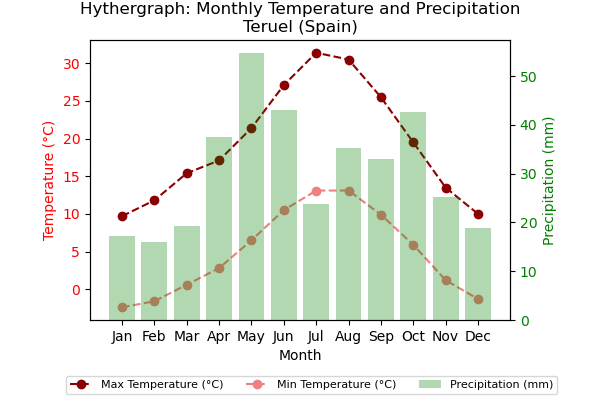 Hythergraph: Monthly Temperature and Precipitation
Teruel (Spain)
Temperature (°C)
30
25
20
15
10
5
0
Precipitation (mm)
50
40
30
20
10
0
Jan Feb Mar Apr May Jun Jul Aug Sep Oct Nov Dec
Month
Max Temperature (°C) Min Temperature (°C) Precipitation (mm)